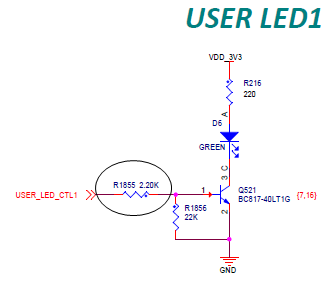 USER LED1
VDD_3V3
R216
220
A
D6
GREEN
C
3
R1855 2.20K
Q521
USER_LED_CTL1
1
BC817-40LT1G
{7,16}
R1856
22K
2
GND